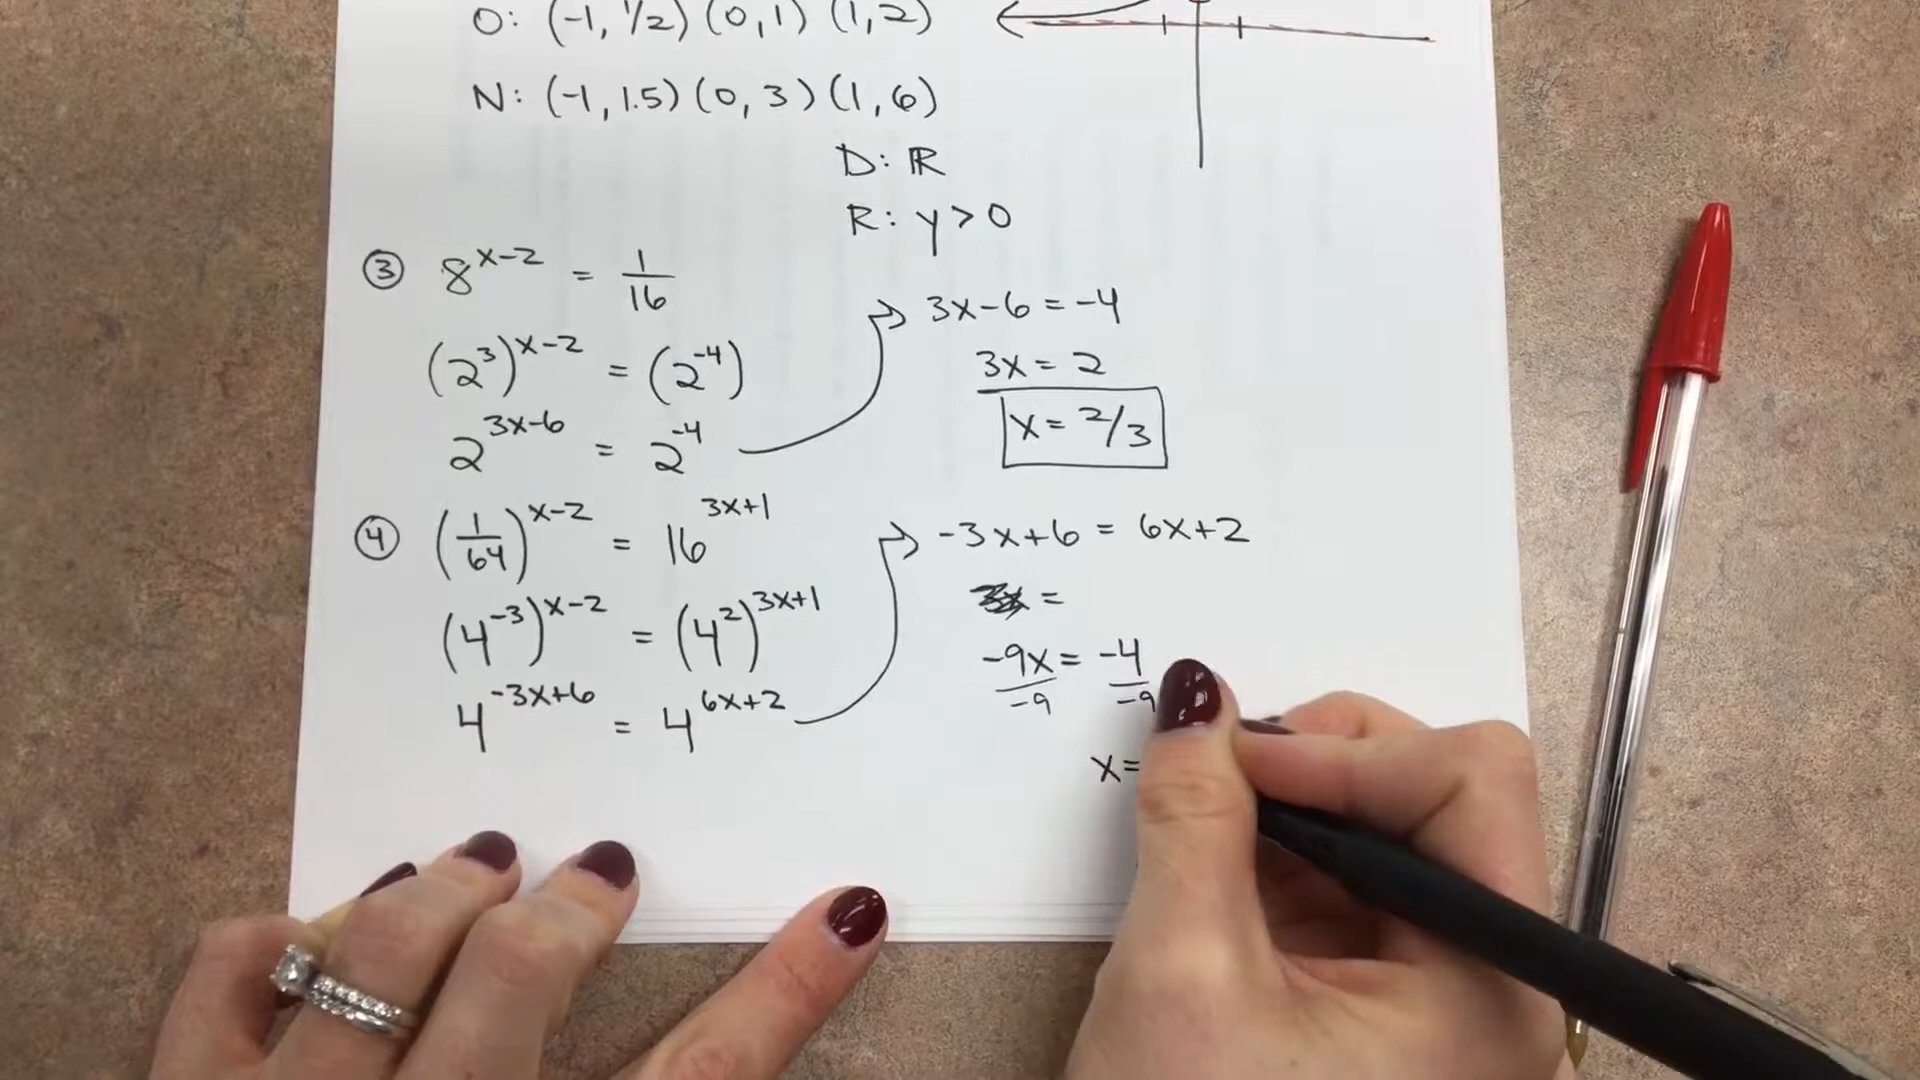 O: (-1, 1/2) (0, 1) (1, 2)
N: (-1, 1.5) (0, 3) (1, 6)
D: ℝ
R: y > 0
③ 8^(x-2) = 1/16
(2^3)^(x-2) = (2^-4)
2^(3x-6) = 2^-4
3x-6 = -4
3x = 2
x = 2/3
④ (1/64)^(x-2) = 16^(3x+1)
(4^-3)^(x-2) = (4^2)^(3x+1)
4^(-3x+6) = 4^(6x+2)
-3x+6 = 6x+2
=
-9x = -4
-9 -9
x=